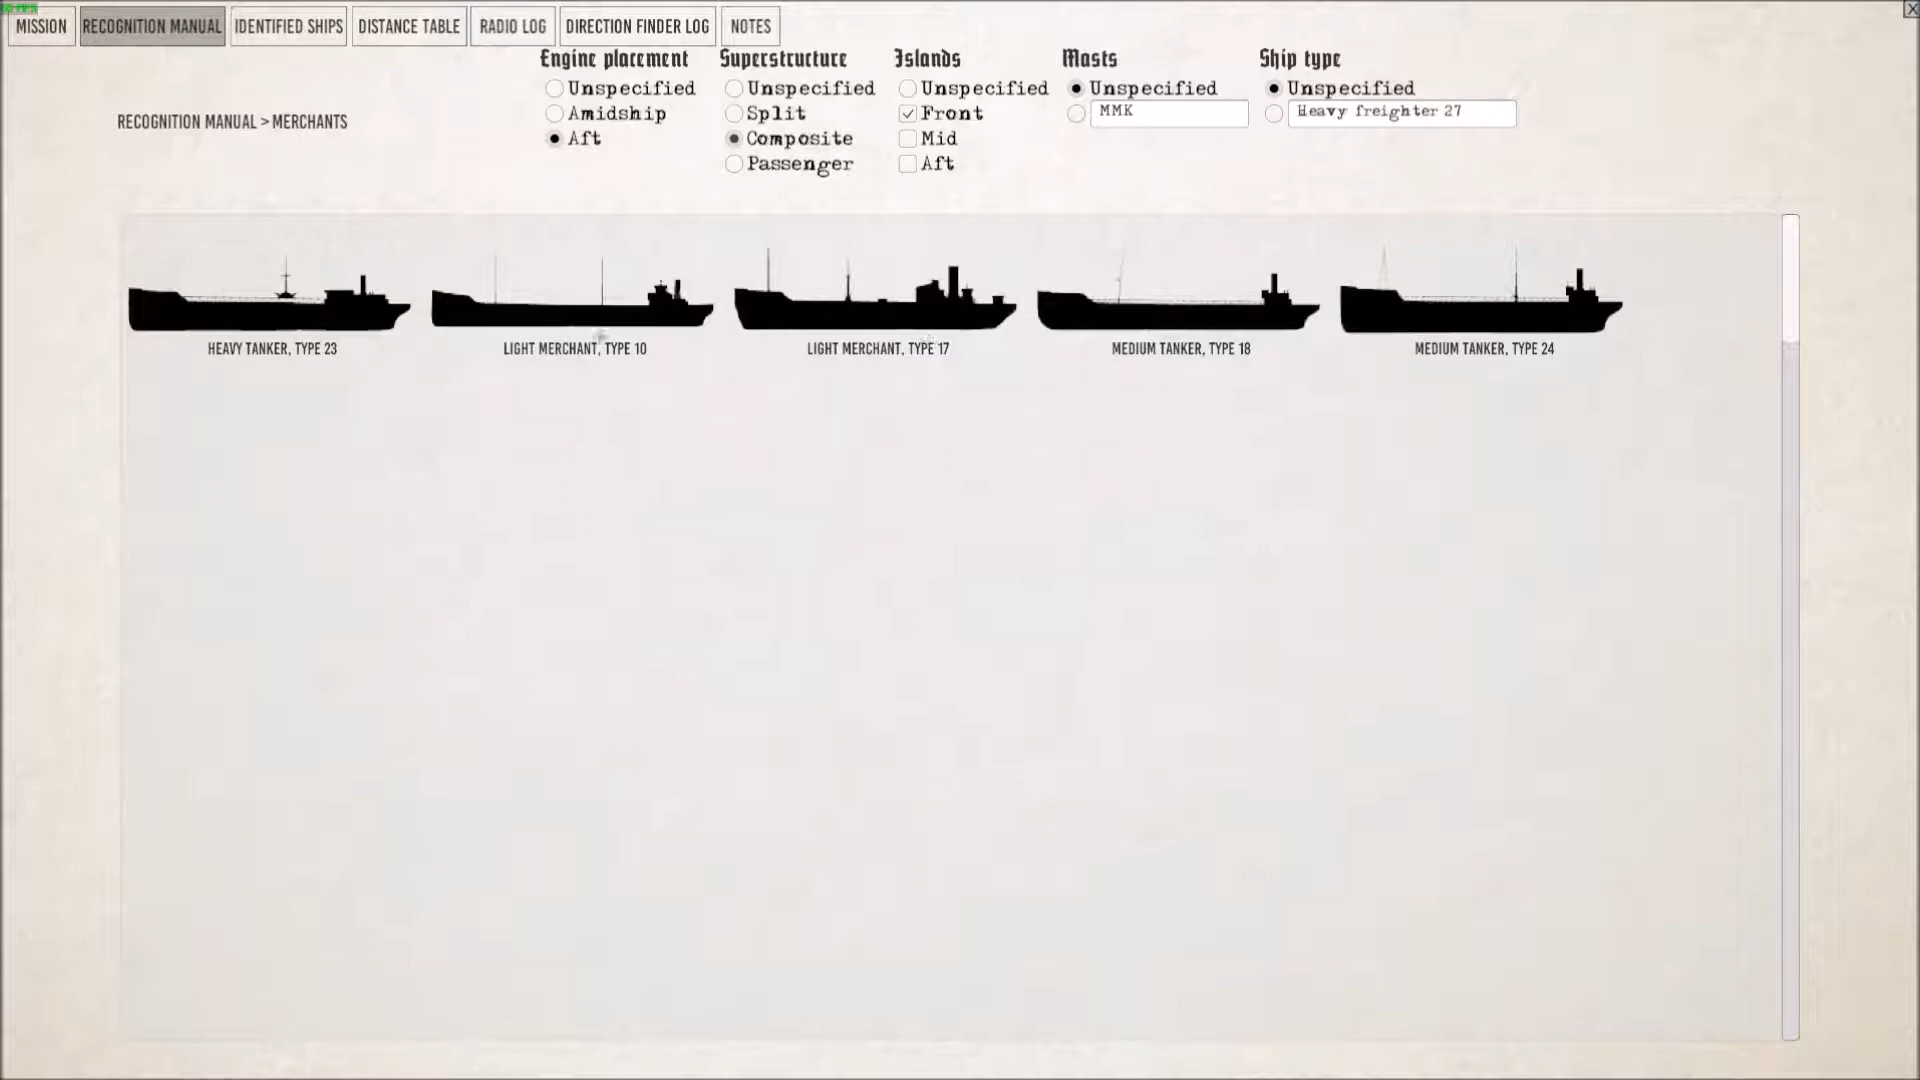 MISSION
RECOGNITION MANUAL
IDENTIFIED SHIPS
DISTANCE TABLE
RADIO LOG
DIRECTION FINDER LOG
NOTES
X
RECOGNITION MANUAL > MERCHANTS
Engine placement
Unspecified
Amidship
Aft
Superstructure
Unspecified
Split
Composite
Passenger
Islands
Unspecified
Front
Mid
Aft
Masts
Unspecified
MMK
Ship type
Unspecified
Heavy freighter 27
HEAVY TANKER, TYPE 23
LIGHT MERCHANT, TYPE 10
LIGHT MERCHANT, TYPE 17
MEDIUM TANKER, TYPE 18
MEDIUM TANKER, TYPE 24